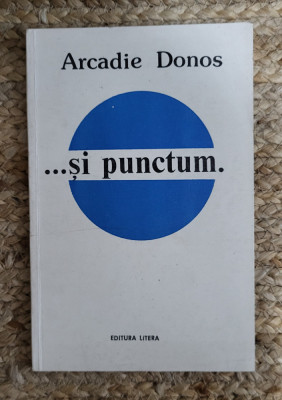 Arcadie Donos
...și punctum.
EDITURA LITERA